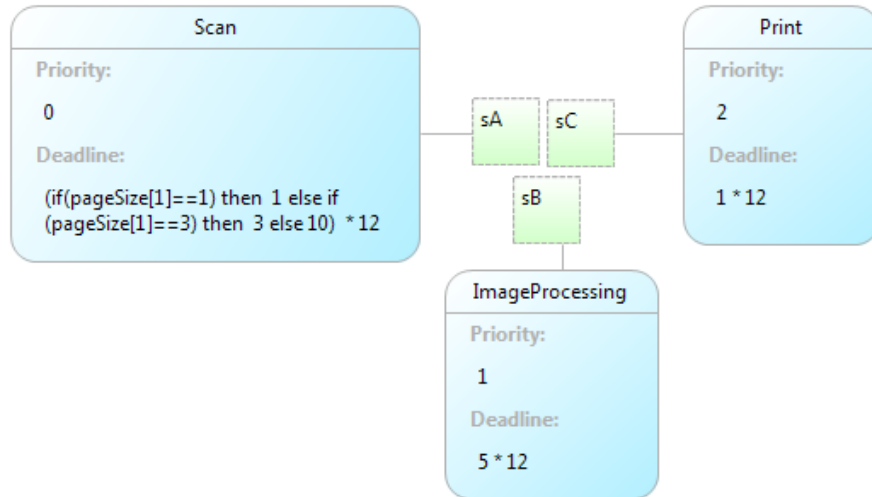 Scan
Priority:
0
Deadline:
(if(pageSize[1]==1) then 1 else if
(pageSize[1]==3) then 3 else 10) * 12
sA
sC
sB
Print
Priority:
2
Deadline:
1 * 12
ImageProcessing
Priority:
1
Deadline:
5 * 12